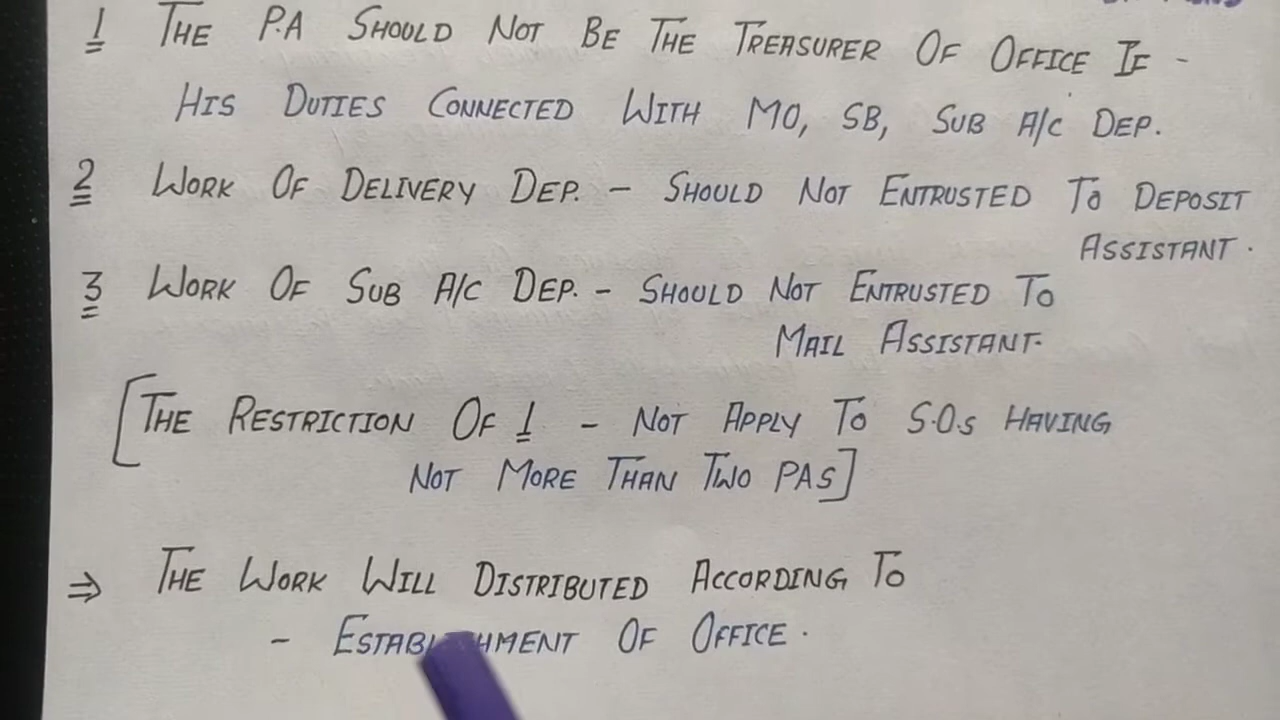 1 THE P.A SHOULD NOT BE THE TREASURER OF OFFICE IF -
HIS DUTIES CONNECTED WITH MO, SB, SUB A/C DEP.
2 WORK OF DELIVERY DEP. - SHOULD NOT ENTRUSTED TO DEPOSIT
ASSISTANT.
3 WORK OF SUB A/C DEP. - SHOULD NOT ENTRUSTED TO
MAIL ASSISTANT.
[THE RESTRICTION OF 1 - NOT APPLY TO S.O.s HAVING
NOT MORE THAN TWO PAS]
⇒ THE WORK WILL DISTRIBUTED ACCORDING TO
- ESTABLISHMENT OF OFFICE.